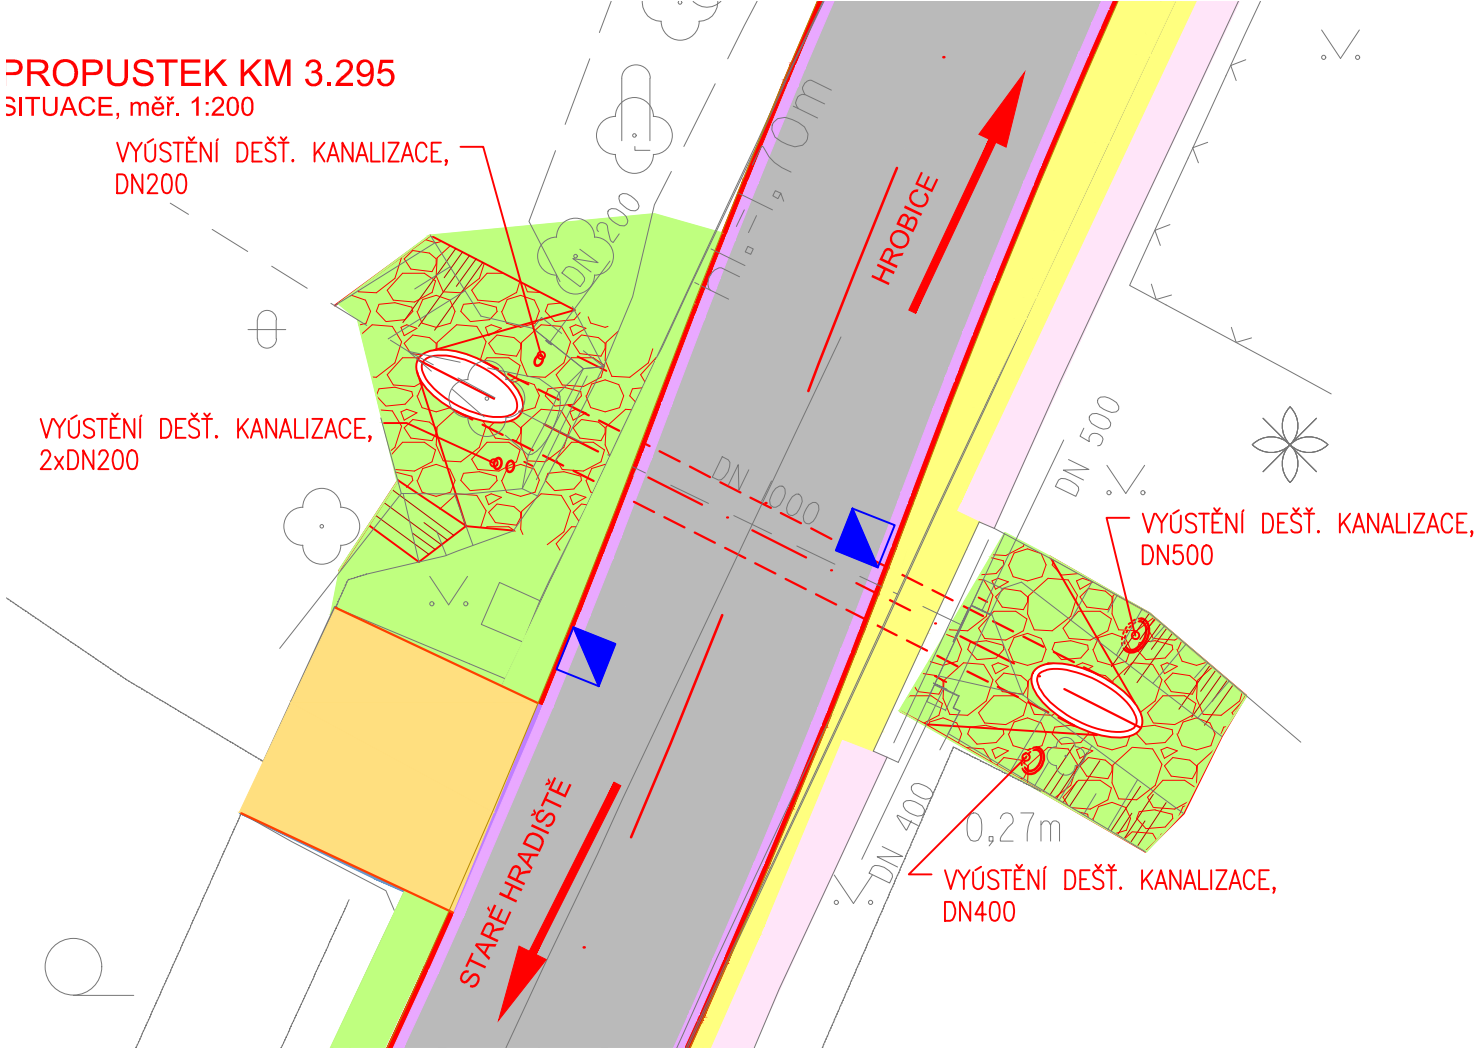 PROPUSTEK KM 3.295
SITUACE, měř. 1:200
VYÚSTĚNÍ DEŠŤ. KANALIZACE,
DN200
DN 200
HROBICE
VYÚSTĚNÍ DEŠŤ. KANALIZACE,
2xDN200
DN 1000
DN 500
VYÚSTĚNÍ DEŠŤ. KANALIZACE,
DN500
STARÉ HRADIŠTĚ
DN 400
0,27m
VYÚSTĚNÍ DEŠŤ. KANALIZACE,
DN400